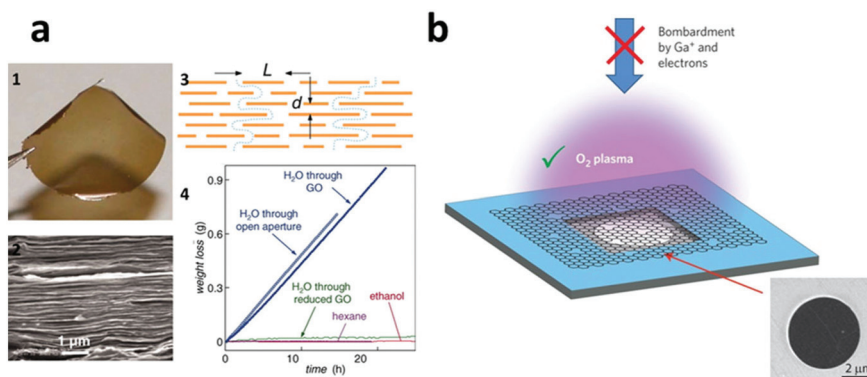 a
b
1
2
1 μm
3
L
d
4
0.9
0.6
0.3
0
weight loss (g)
H2O through
GO
H2O through
open aperture
H2O through
reduced GO
ethanol
hexane
0
10
20
time (h)
Bombardment
by Ga+ and
electrons
O2 plasma
2 μm